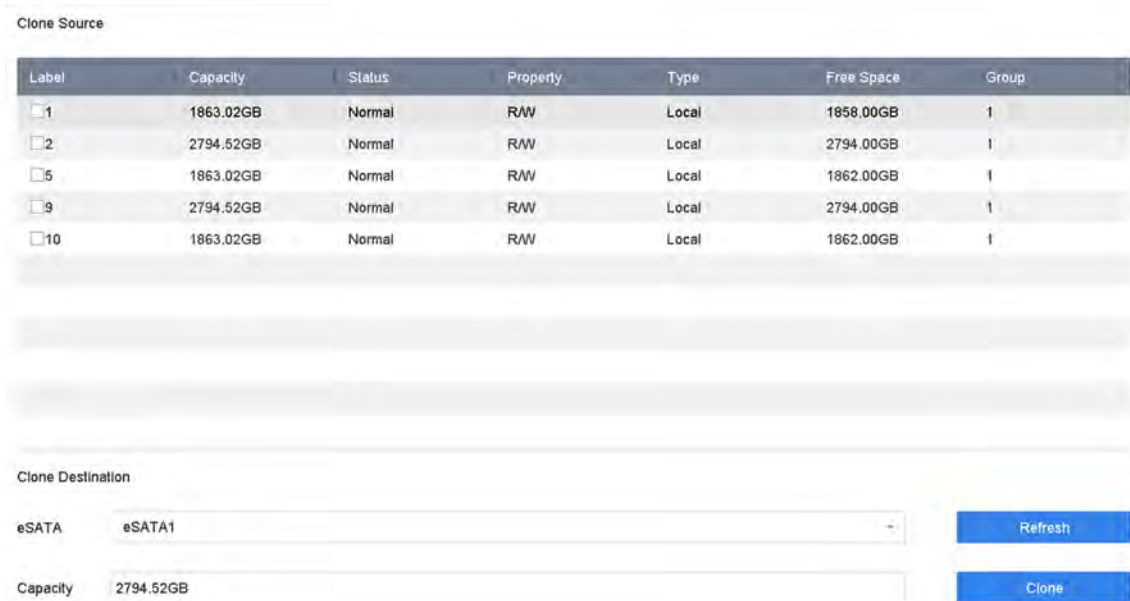 Clone Source
Label Capacity Status Property Type Free Space Group
1 1863.02GB Normal R/W Local 1858.00GB 1
2 2794.52GB Normal R/W Local 2794.00GB 1
5 1863.02GB Normal R/W Local 1862.00GB 1
9 2794.52GB Normal R/W Local 2794.00GB 1
10 1863.02GB Normal R/W Local 1862.00GB 1
Clone Destination
eSATA eSATA1 Refresh
Capacity 2794.52GB Clone